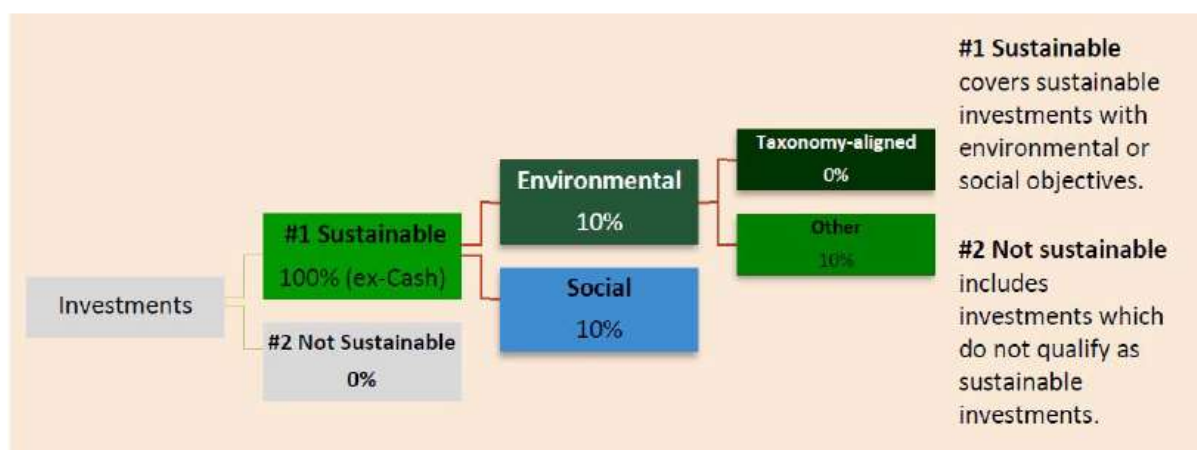 Investments
#1 Sustainable
100% (ex-Cash)
#2 Not Sustainable
0%
Environmental
10%
Social
10%
Taxonomy-aligned
0%
Other
10%
#1 Sustainable
covers sustainable
investments with
environmental or
social objectives.
#2 Not sustainable
includes
investments which
do not qualify as
sustainable
investments.